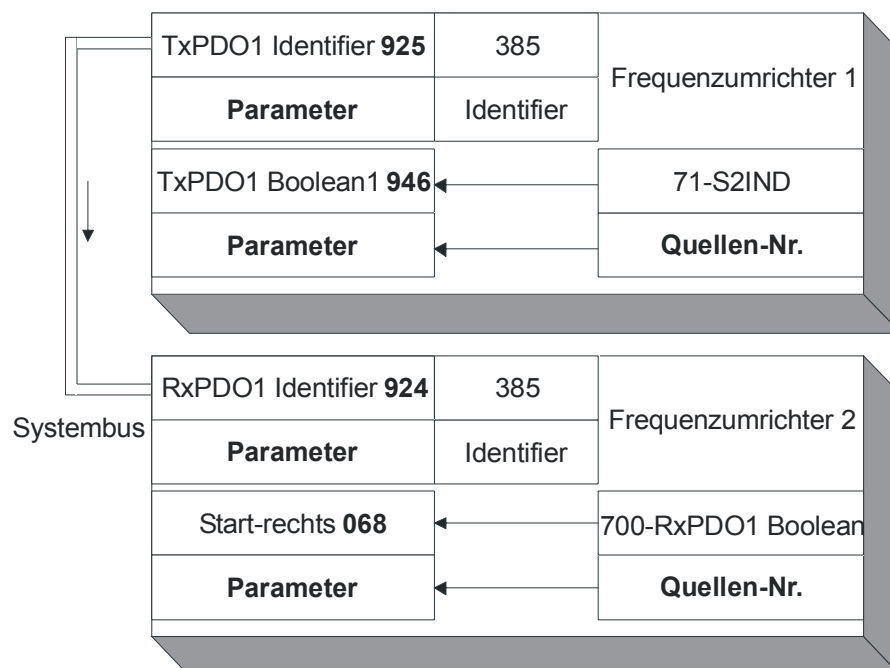 TxPDO1 Identifier 925
385
Frequenzumrichter 1
Parameter
Identifier
TxPDO1 Boolean1 946
71-S2IND
Parameter
Quellen-Nr.
RxPDO1 Identifier 924
385
Systembus
Frequenzumrichter 2
Parameter
Identifier
Start-rechts 068
700-RxPDO1 Boolean
Parameter
Quellen-Nr.